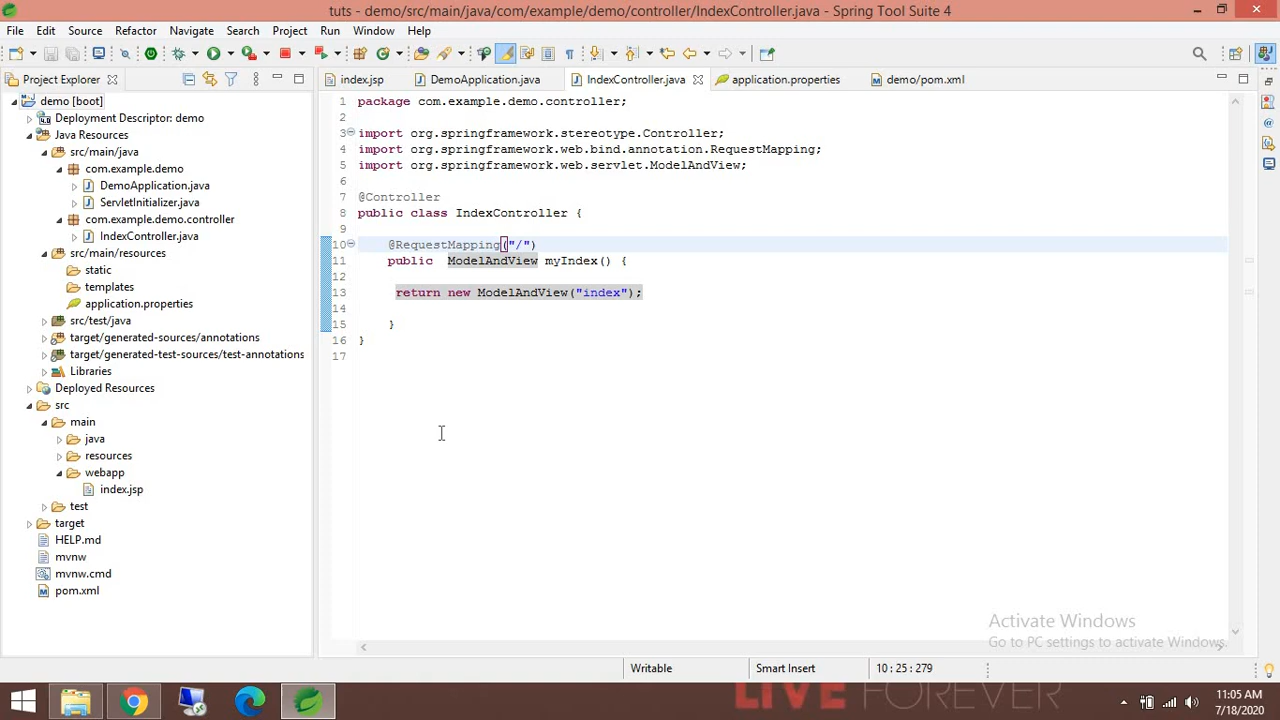 tuts - demo/src/main/java/com/example/demo/controller/IndexController.java - Spring Tool Suite 4
File Edit Source Refactor Navigate Search Project Run Window Help
Project Explorer
index.jsp
DemoApplication.java
IndexController.java
application.properties
demo/pom.xml
demo [boot]
Deployment Descriptor: demo
Java Resources
src/main/java
com.example.demo
DemoApplication.java
ServletInitializer.java
com.example.demo.controller
IndexController.java
src/main/resources
static
templates
application.properties
src/test/java
target/generated-sources/annotations
target/generated-test-sources/test-annotations
Libraries
Deployed Resources
src
main
java
resources
webapp
index.jsp
test
target
HELP.md
mvnw
mvnw.cmd
pom.xml
1 package com.example.demo.controller;
2
3 import org.springframework.stereotype.Controller;
4 import org.springframework.web.bind.annotation.RequestMapping;
5 import org.springframework.web.servlet.ModelAndView;
6
7 @Controller
8 public class IndexController {
9
10 @RequestMapping("/")
11 public ModelAndView myIndex() {
12
13 return new ModelAndView("index");
14
15 }
16 }
17
Activate Windows
Go to PC settings to activate Windows.
Writable
Smart Insert
10 : 25 : 279
LIVE FOREVER
11:05 AM
7/18/2020